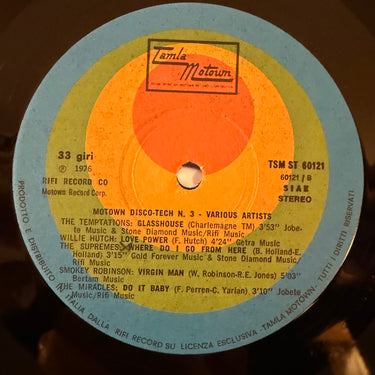 Tamla
Motown
33 giri
℗ 1976
RIFI RECORD CO
Motown Record Corp.
TSM ST 60121
60121 / B
SIAE
STEREO
MOTOWN DISCO-TECH N. 3 - VARIOUS ARTISTS
THE TEMPTATIONS: GLASSHOUSE (Charlemagne TM) 3'53" Jobete Music & Stone Diamond Music/Rifi Music
WILLIE HUTCH: LOVE POWER (F. Hutch) 4'24" Getra Music
THE SUPREMES: WHERE DO I GO FROM HERE (B. Holland-E.
Holland) 3'15" Gold Forever Music & Stone Diamond Music/
Rifi Music
SMOKEY ROBINSON: VIRGIN MAN (W. Robinson-R.E. Jones) 5'03"
Bertam Music
THE MIRACLES: DO IT BABY (F. Perren-C. Yarian) 3'10" Jobete
Music/Rifi Music
PRODOTTO E DISTRIBUITO IN ITALIA DALLA RIFI RECORD SU LICENZA ESCLUSIVA - TAMLA MOTOWN - TUTTI I DIRITTI RISERVATI